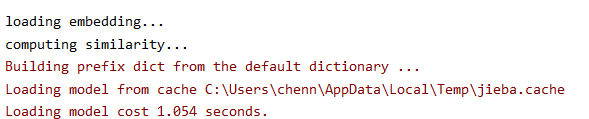 loading embedding...
computing similarity...
Building prefix dict from the default dictionary ...
Loading model from cache C:\Users\chenn\AppData\Local\Temp\jieba.cache
Loading model cost 1.054 seconds.